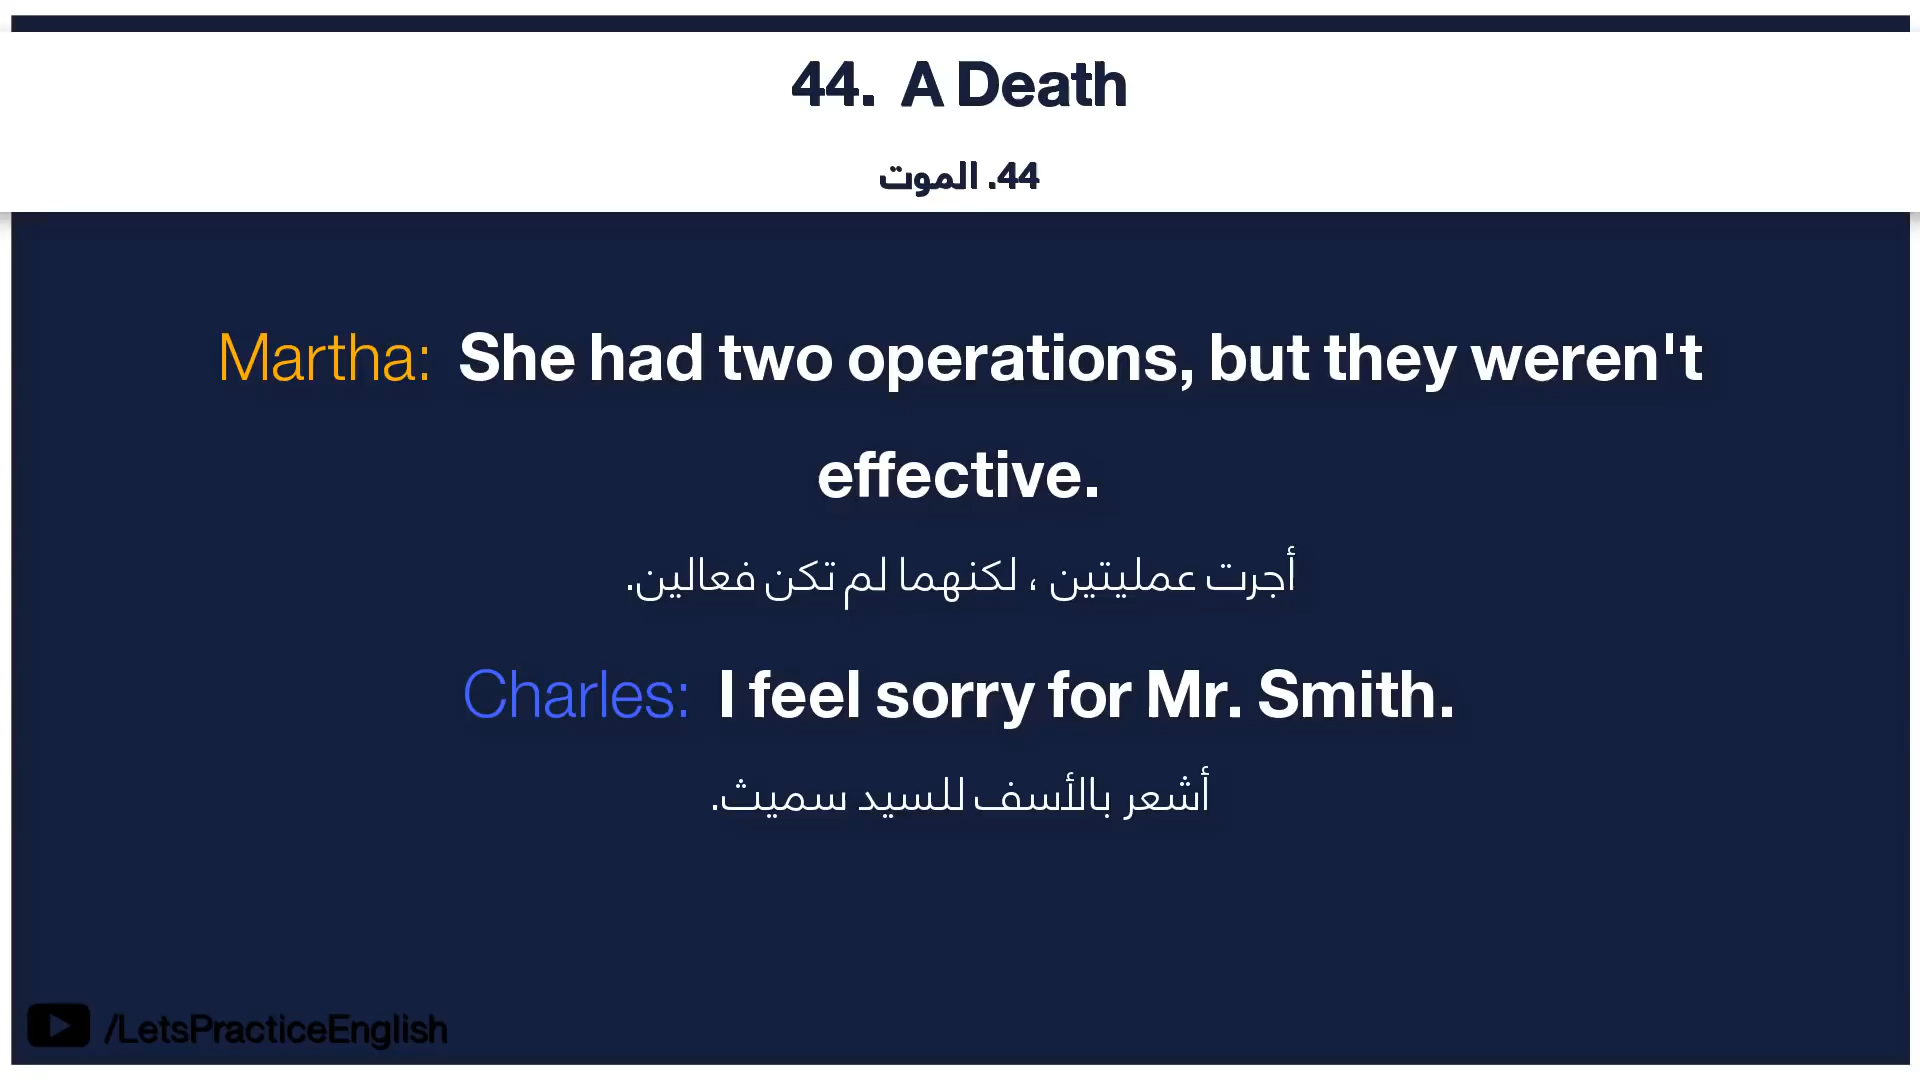 44. A Death
44. الموت
Martha: She had two operations, but they weren't
effective.
أجرت عمليتين ، لكنهما لم تكن فعالين.
Charles: I feel sorry for Mr. Smith.
أشعر بالأسف للسيد سميث.
/LetsPracticeEnglish